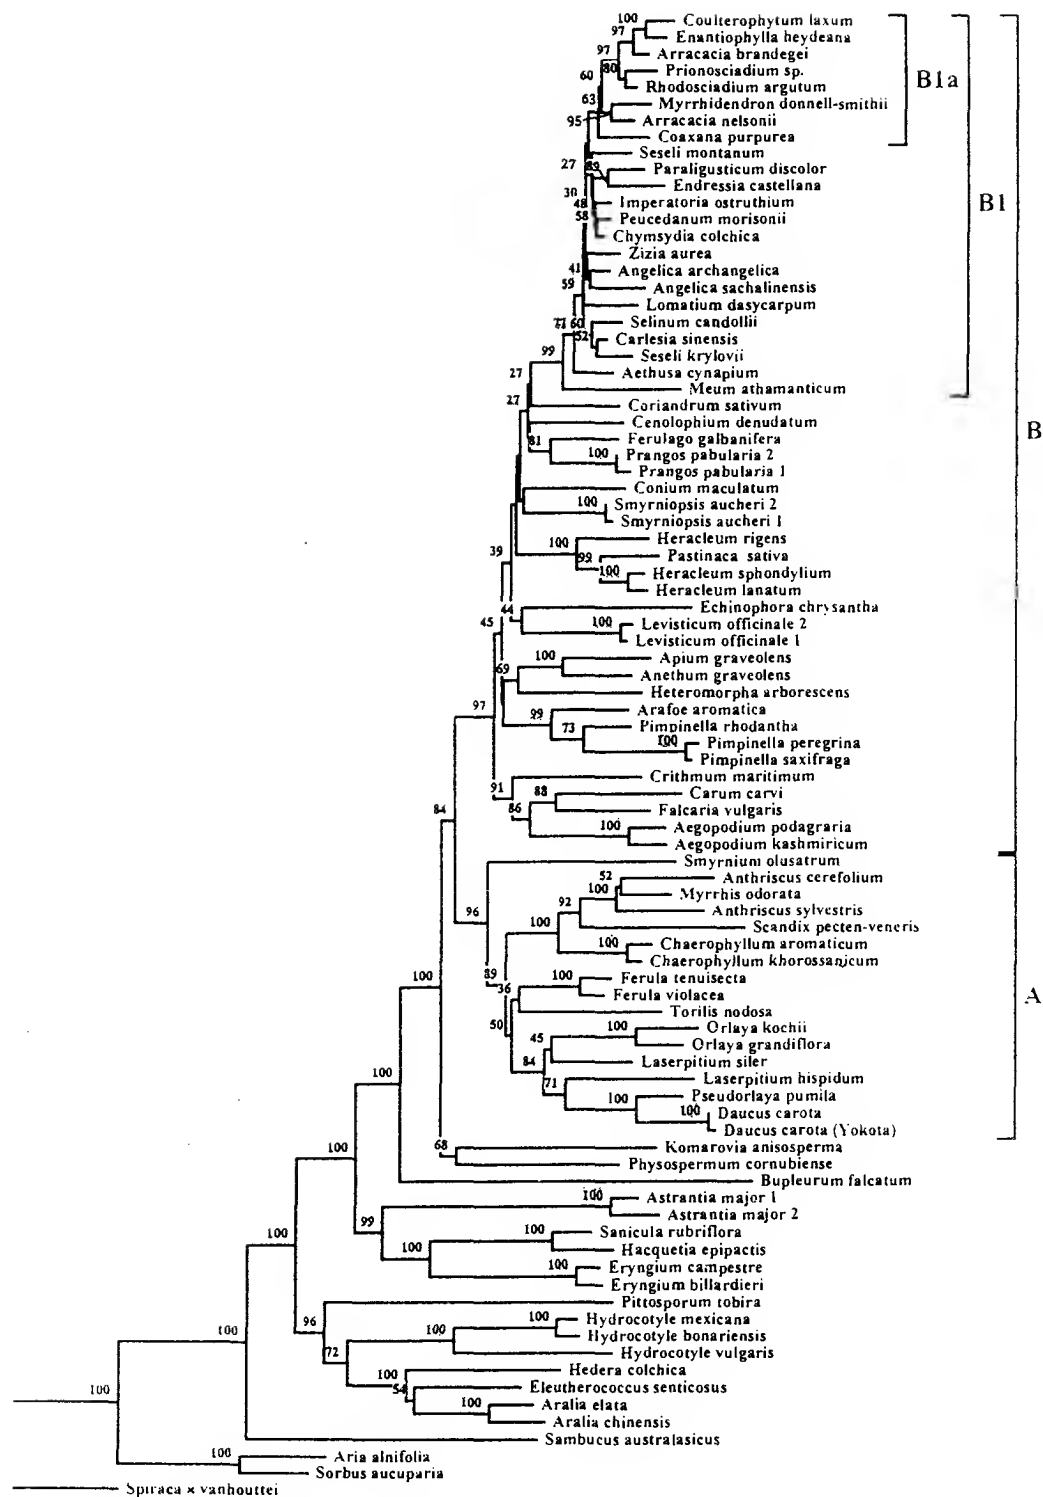 100 Coulterophytum laxum
97 Enantiophylla heydeana
97 Arracacia brandegei
80 Prionosciadium sp.
60 Rhodosciadium argutum
B1a
63 Myrrhidendron donnell-smithii
95 Arracacia nelsonii
Coaxana purpurea
Seseli montanum
27 89 Paraligusticum discolor
Endressia castellana
30 Imperatoria ostruthium
48
58 Peucedanum morisonii
B1
Chymsydia colchica
Zizia aurea
41 Angelica archangelica
59 Angelica sachalinensis
Lomatium dasycarpum
60 Selinum candollii
52 Carlesia sinensis
99 Seseli krylovii
27 Aethusa cynapium
Meum athamanticum
27 Coriandrum sativum
Cenolophium denudatum
B
81 Ferulago galbanifera
100 Prangos pabularia 2
Prangos pabularia 1
Conium maculatum
100 Smyrniopsis aucheri 2
Smyrniopsis aucheri 1
100 Heracleum rigens
39 99 Pastinaca sativa
100 Heracleum sphondylium
Heracleum lanatum
44 Echinophora chrysantha
45 100 Levisticum officinale 2
Levisticum officinale 1
100 Apium graveolens
69 Anethum graveolens
Heteromorpha arborescens
97 99 Arafoe aromatica
73 Pimpinella rhodantha
100 Pimpinella peregrina
Pimpinella saxifraga
Crithmum maritimum
91 88 Carum carvi
84 86 Falcaria vulgaris
100 Aegopodium podagraria
Aegopodium kashmiricum
Smyrnium olusatrum
52 Anthriscus cerefolium
100 Myrrhis odorata
96 92 Anthriscus sylvestris
100 Scandix pecten-veneris
100 Chaerophyllum aromaticum
Chaerophyllum khorossanicum
100 89 36 100 Ferula tenuisecta
Ferula violacea
A
Torilis nodosa
50 100 Orlaya kochii
45 Orlaya grandiflora
84 Laserpitium siler
100 71 Laserpitium hispidum
100 Pseudorlaya pumila
100 Daucus carota
Daucus carota (Yokota)
100 68 Komarovia anisosperma
Physospermum cornubiense
Bupleurum falcatum
100 Astrantia major 1
Astrantia major 2
99 100 Sanicula rubriflora
100 100 Hacquetia epipactis
100 Eryngium campestre
Eryngium billardieri
Pittosporum tobira
96 100 Hydrocotyle mexicana
100 100 Hydrocotyle bonariensis
72 Hydrocotyle vulgaris
100 Hedera colchica
54 Eleutherococcus senticosus
100 100 Aralia elata
Aralia chinensis
Sambucus australasicus
100 Aria alnifolia
Sorbus aucuparia
Spiraea × vanhouttei